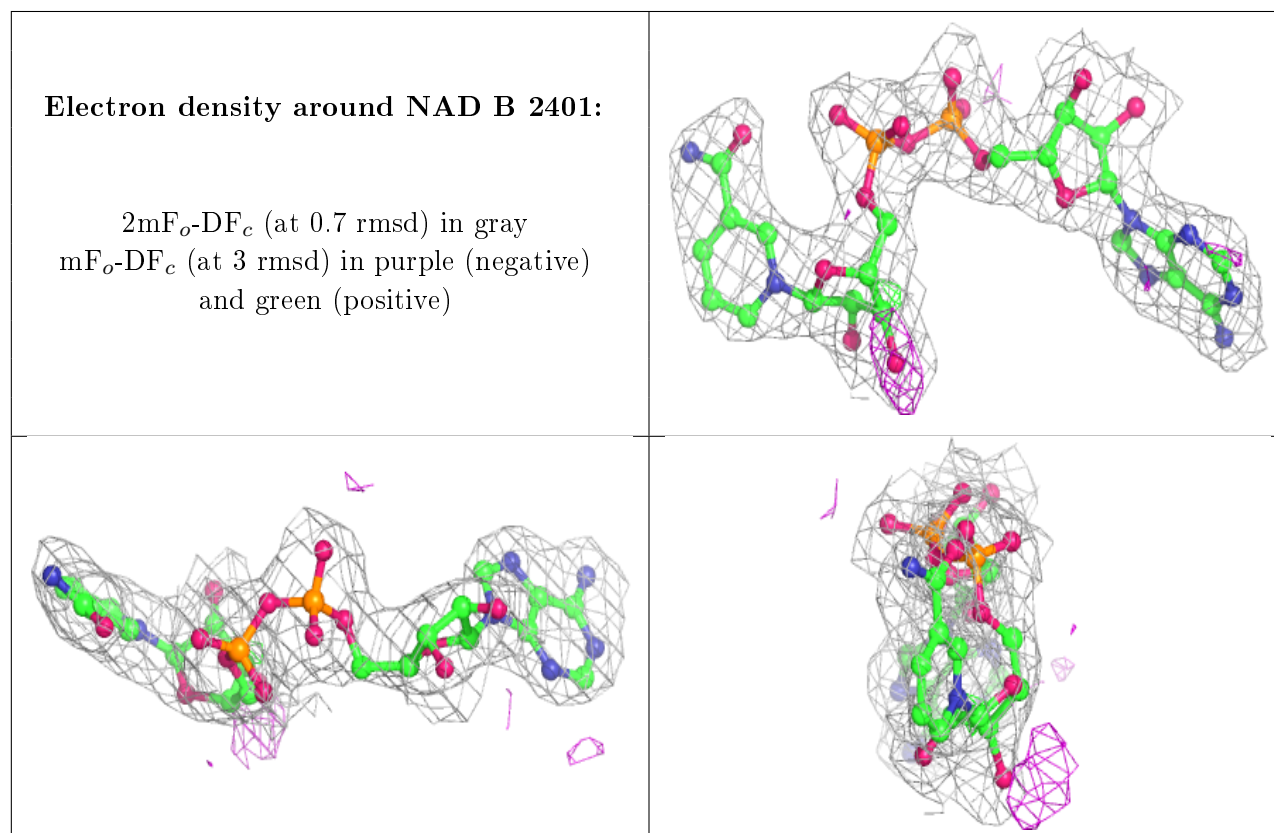 Electron density around NAD B 2401:
2mFo-DFc (at 0.7 rmsd) in gray
mFo-DFc (at 3 rmsd) in purple (negative)
and green (positive)